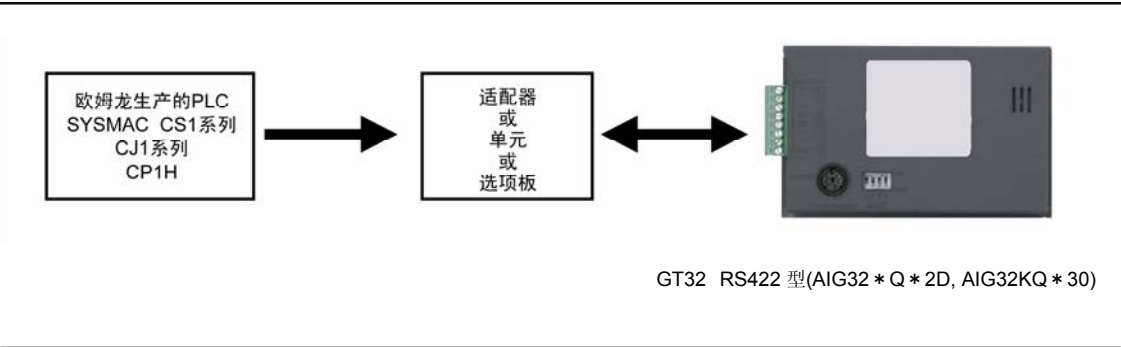 欧姆龙生产的PLC
SYSMAC CS1系列
CJ1系列
CP1H
适配器
或
单元
或
选项板
GT32 RS422 型(AIG32＊Q＊2D, AIG32KQ＊30)